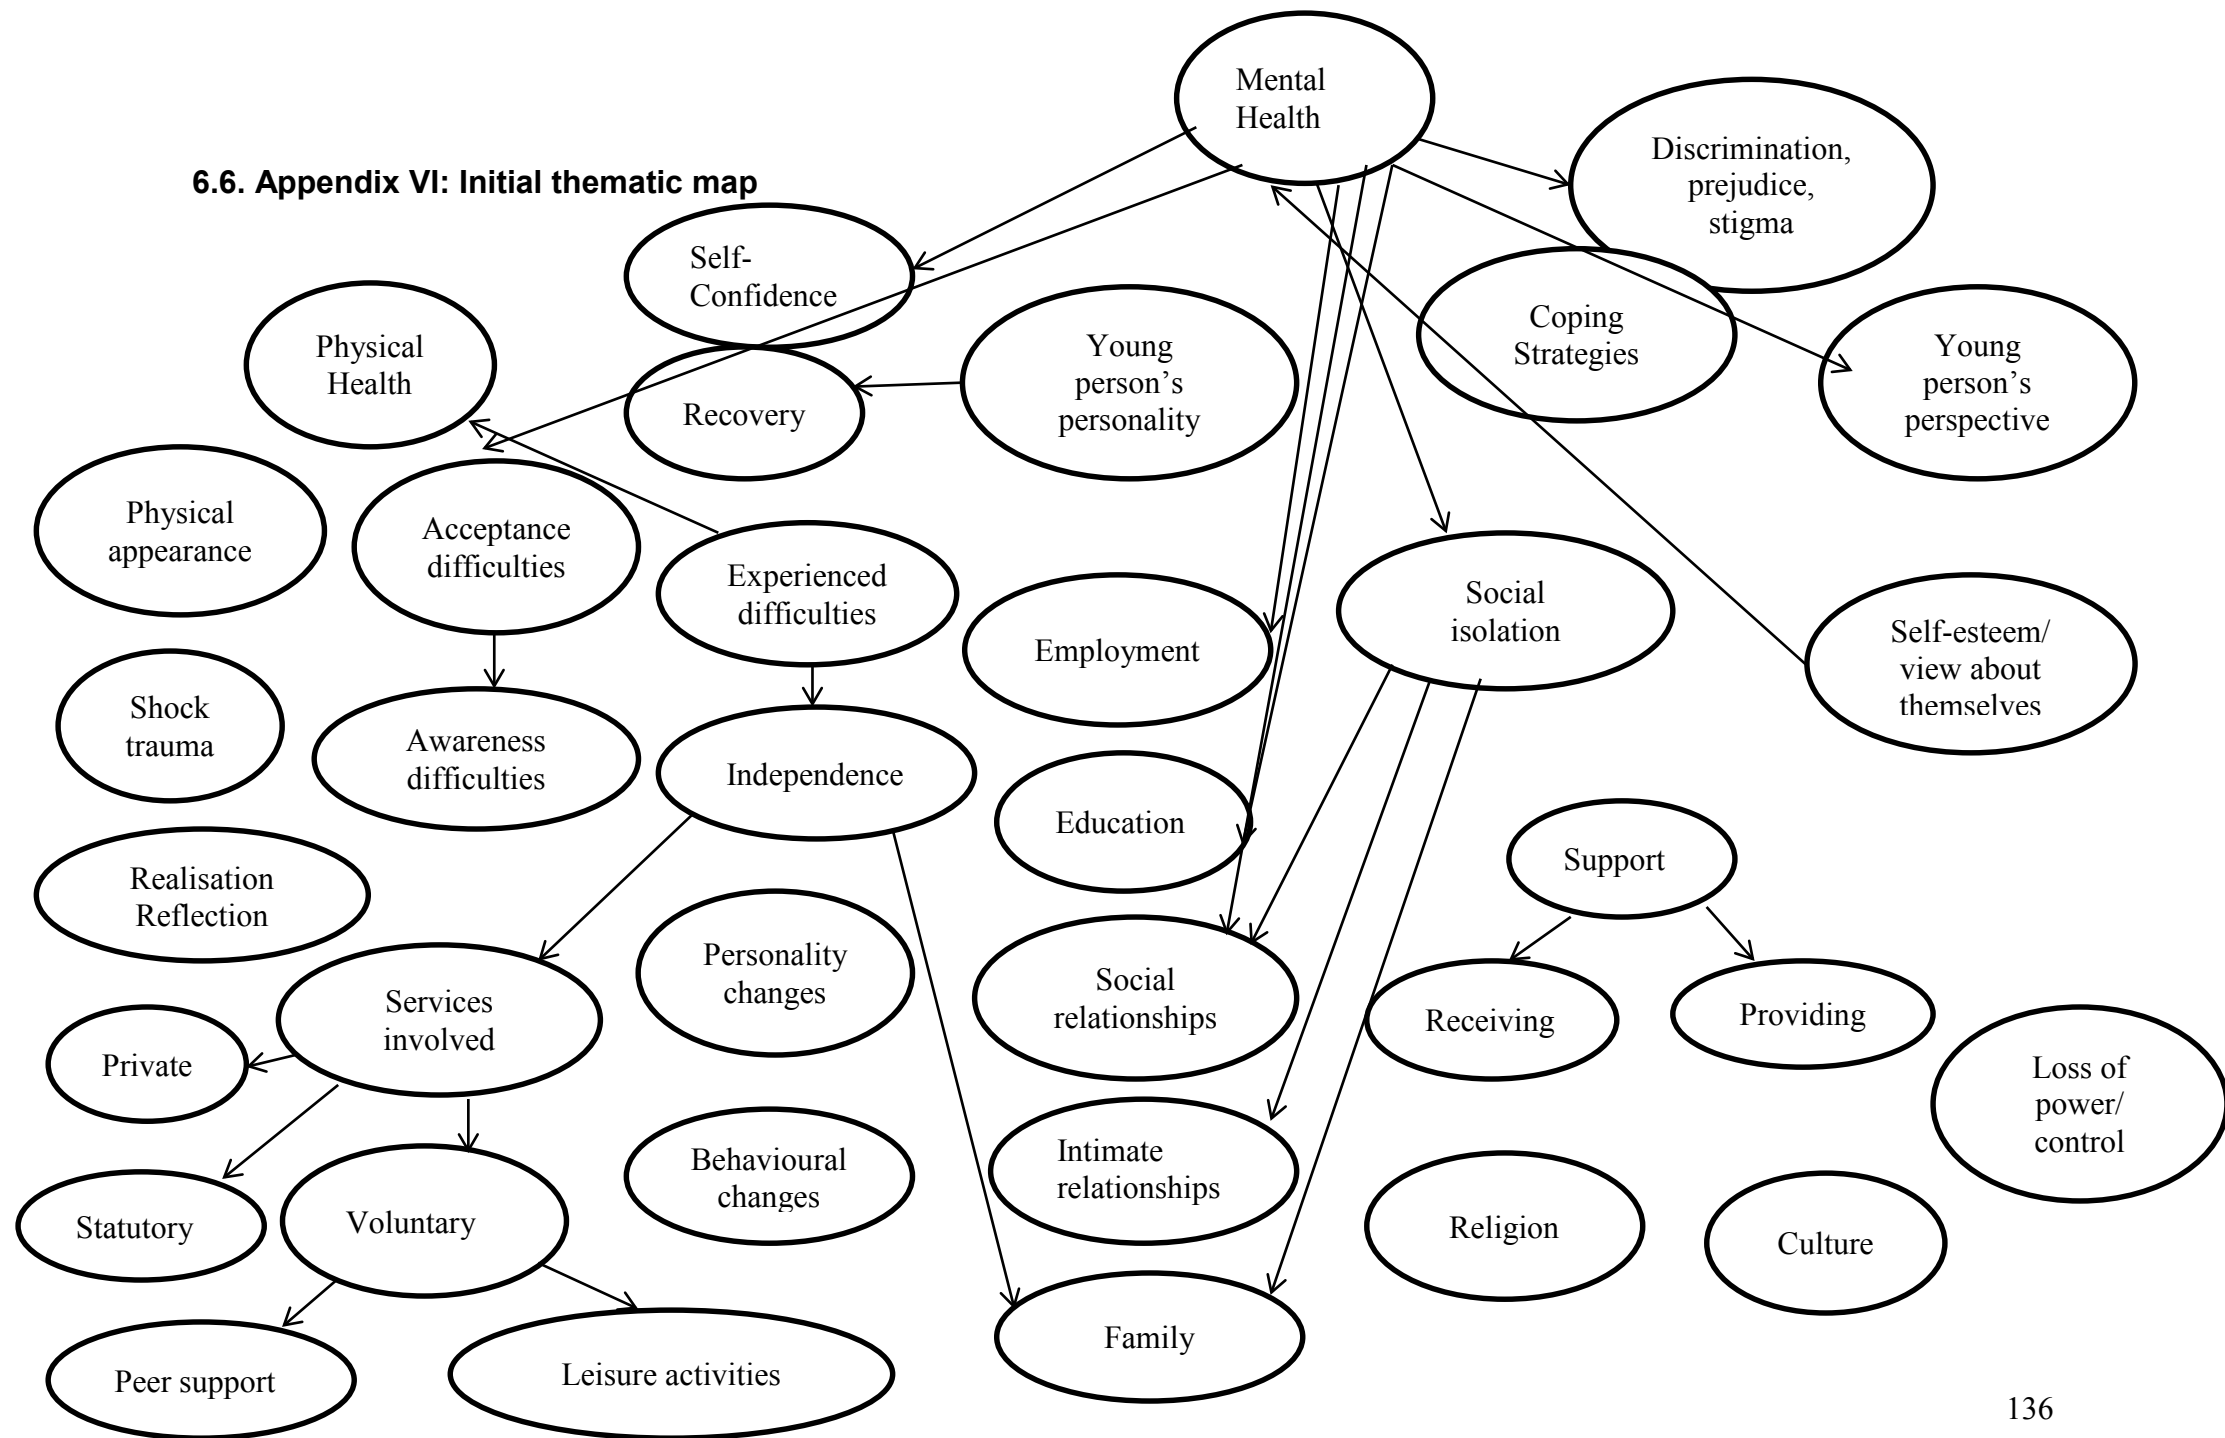 Mental
Health
Discrimination,
prejudice,
stigma
6.6. Appendix VI: Initial thematic map
Self-
Confidence
Physical
Health
Recovery
Young
person’s
personality
Coping
Strategies
Young
person’s
perspective
Physical
appearance
Acceptance
difficulties
Experienced
difficulties
Employment
Social
isolation
Self-esteem/
view about
themselves
Shock
trauma
Awareness
difficulties
Independence
Education
Support
Realisation
Reflection
Services
involved
Personality
changes
Social
relationships
Receiving
Providing
Loss of
power/
control
Private
Statutory
Voluntary
Behavioural
changes
Intimate
relationships
Religion
Culture
Peer support
Leisure activities
Family
136